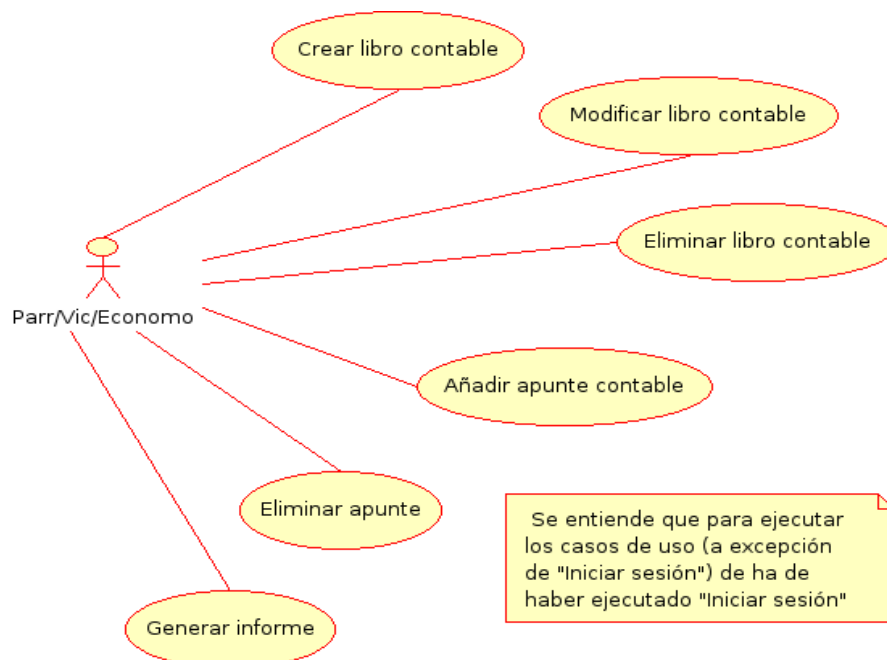 Crear libro contable
Modificar libro contable
Eliminar libro contable
Parr/Vic/Economo
Añadir apunte contable
Eliminar apunte
Se entiende que para ejecutar
los casos de uso (a excepción
de "Iniciar sesión") de ha de
haber ejecutado "Iniciar sesión"
Generar informe